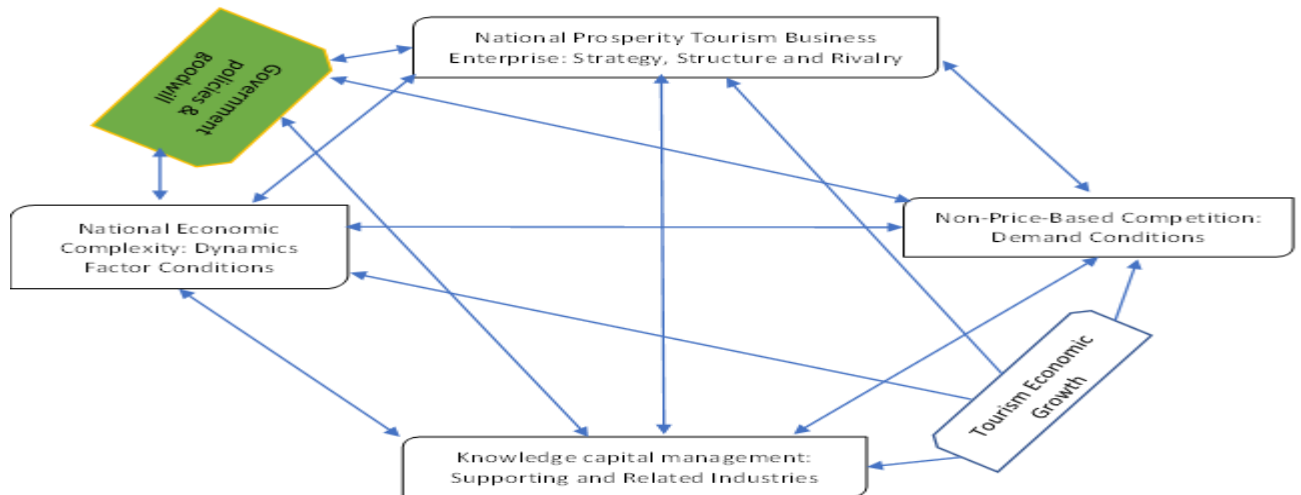 National Prosperity Tourism Business
Enterprise: Strategy, Structure and Rivalry
Government
policies &
goodwill
National Economic
Complexity: Dynamics
Factor Conditions
Non-Price-Based Competition:
Demand Conditions
Tourism Economic
Growth
Knowledge capital management:
Supporting and Related Industries